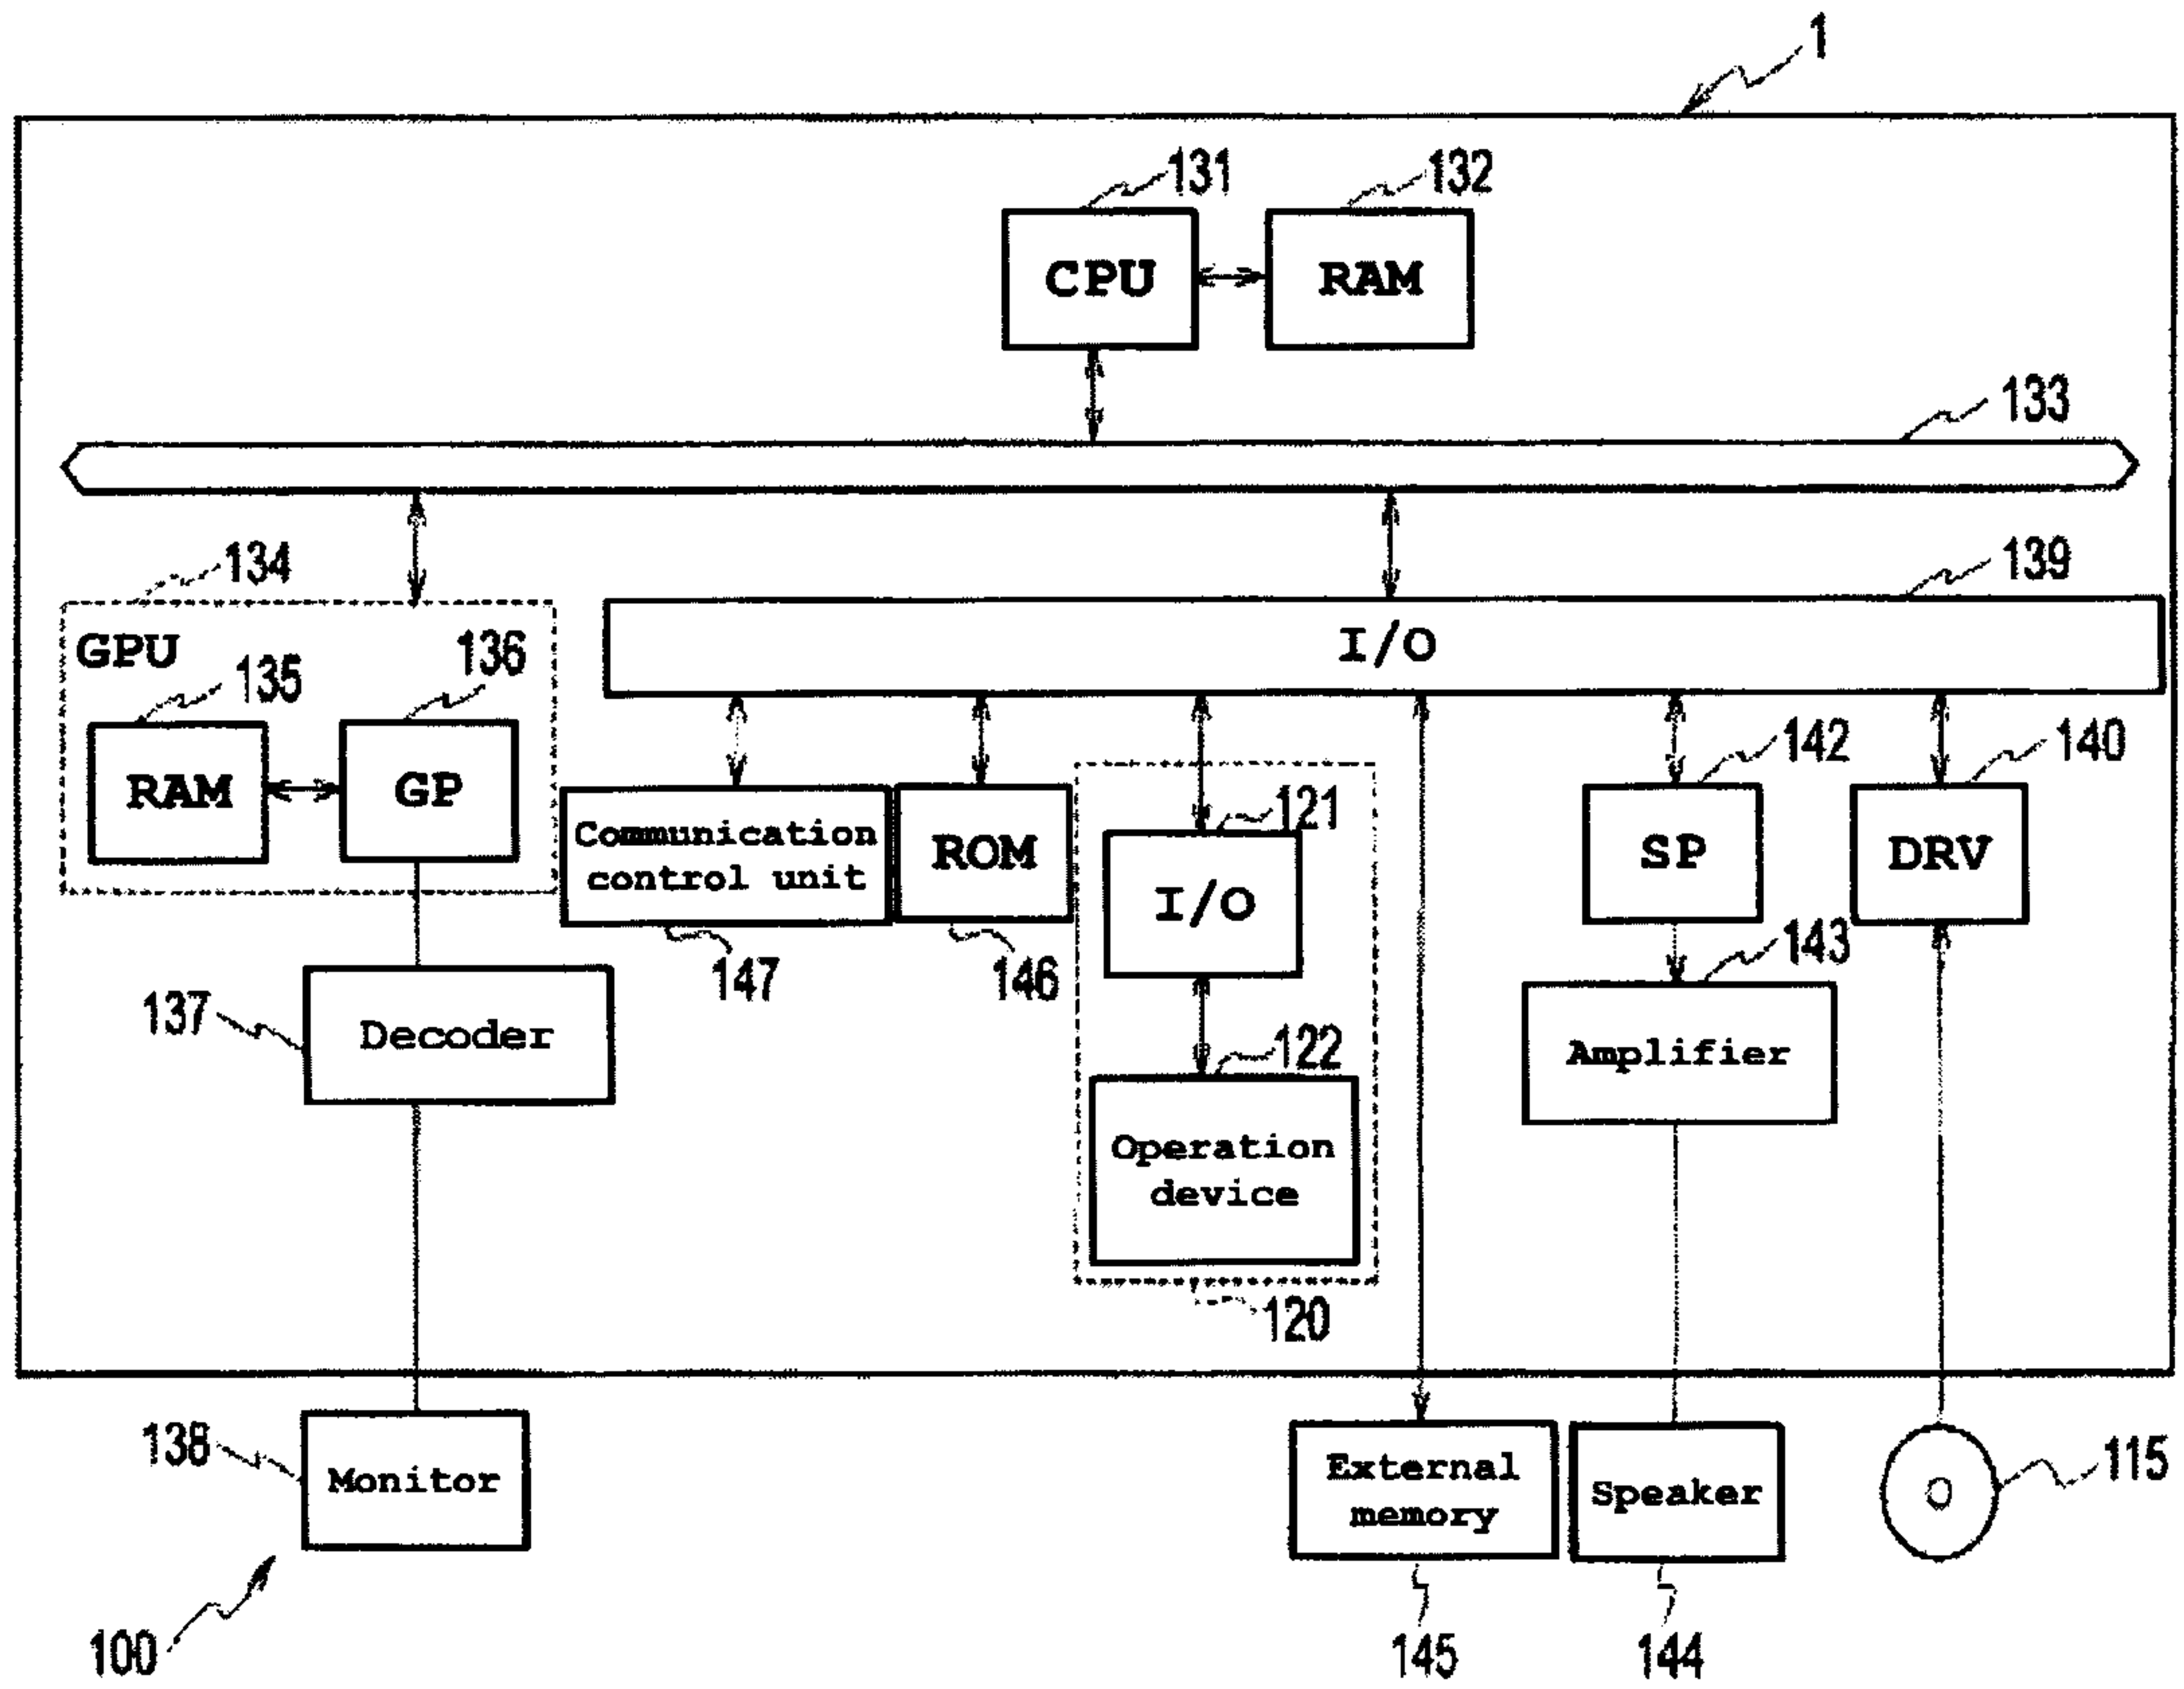 1
131
132
CPU
RAM
133
134
139
GPU
136
I/O
135
142
140
RAM
GP
121
Communication
control unit
ROM
SP
DRV
I/O
147
146
143
137
Decoder
122
Amplifier
Operation
device
120
138
Monitor
External
memory
Speaker
115
100
145
144